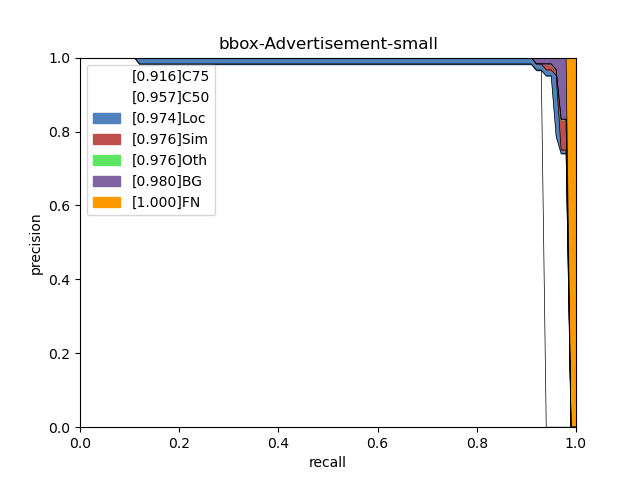 bbox-Advertisement-small
1.0
0.8
0.6
0.4
0.2
0.0
precision
[0.916]C75
[0.957]C50
[0.974]Loc
[0.976]Sim
[0.976]Oth
[0.980]BG
[1.000]FN
0.0 0.2 0.4 0.6 0.8 1.0
recall